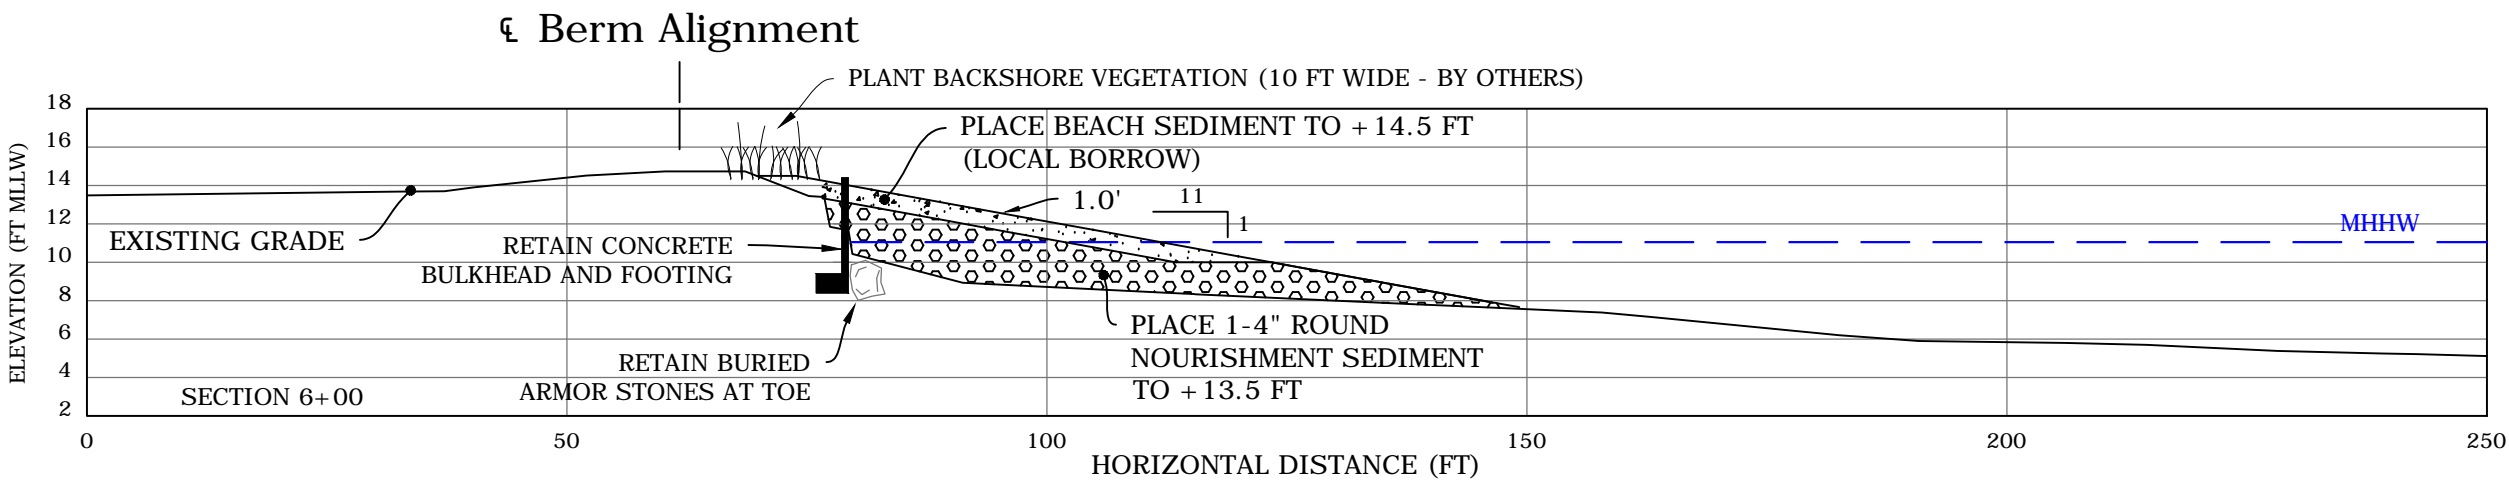 ℄ Berm Alignment
PLANT BACKSHORE VEGETATION (10 FT WIDE - BY OTHERS)
PLACE BEACH SEDIMENT TO +14.5 FT
(LOCAL BORROW)
1.0'
11
1
MHHW
EXISTING GRADE
RETAIN CONCRETE
BULKHEAD AND FOOTING
PLACE 1-4" ROUND
NOURISHMENT SEDIMENT
TO +13.5 FT
RETAIN BURIED
ARMOR STONES AT TOE
SECTION 6+00
ELEVATION (FT MLLW)
18
16
14
12
10
8
6
4
2
0 50 100 150 200 250
HORIZONTAL DISTANCE (FT)